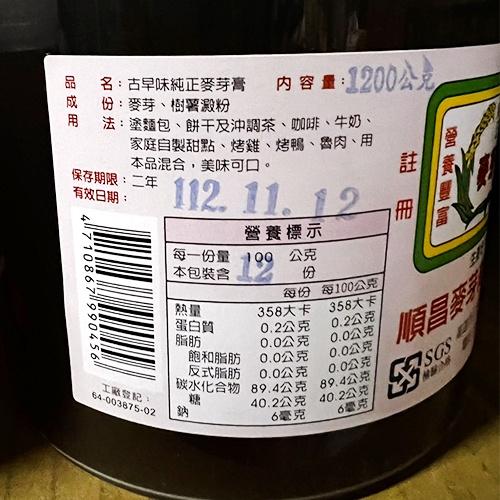 品名：古早味純正麥芽膏 內容量：1200公克
成份：麥芽、樹薯澱粉
用法：塗麵包、餅干及沖調茶、咖啡、牛奶、
家庭自製甜點、烤雞、烤鴨、魯肉、用
本品混合，美味可口。
保存期限：二年
有效日期：112.11.12
營養標示
每一份量 100 公克
本包裝含 12 份
每份 每100公克
熱量 358大卡 358大卡
蛋白質 0.2公克 0.2公克
脂肪 0.0公克 0.0公克
飽和脂肪 0.0公克 0.0公克
反式脂肪 0.0公克 0.0公克
碳水化合物 89.4公克 89.4公克
糖 40.2公克 40.2公克
鈉 6毫克 6毫克
4710867990456
工廠登記：
64-003875-02
營養豐富
註冊
順昌麥芽
SGS
檢驗合格